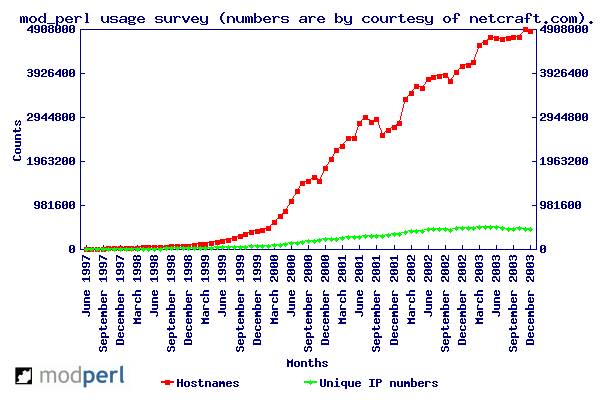 mod_perl usage survey (numbers are by courtesy of netcraft.com).
4908000 4908000
3926400 3926400
2944800 2944800
1963200 1963200
981600 981600
0 0
Counts
June 1997
September 1997
December 1997
March 1998
June 1998
September 1998
December 1998
March 1999
June 1999
September 1999
December 1999
March 2000
June 2000
September 2000
December 2000
March 2001
June 2001
September 2001
December 2001
March 2002
June 2002
September 2002
December 2002
March 2003
June 2003
September 2003
December 2003
Months
modperl
Hostnames Unique IP numbers